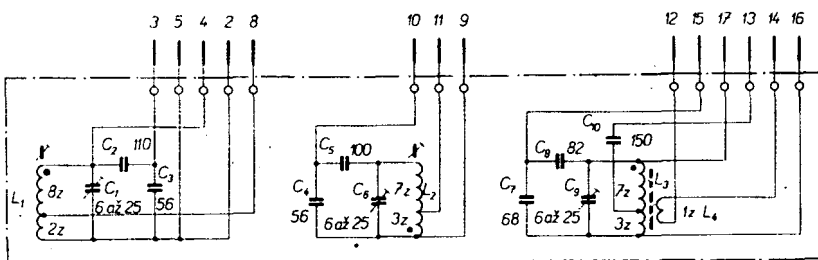 3 5 4 2 8 10 11 9 12 15 17 13 14 16
C2 110
C3 56
C1 6 až 25
L1 8z 2z
C5 100
C4 56
C6 6 až 25
7z L2 3z
C10 150
C8 82
C7 68
C9 6 až 25
7z L3 3z
1z L4